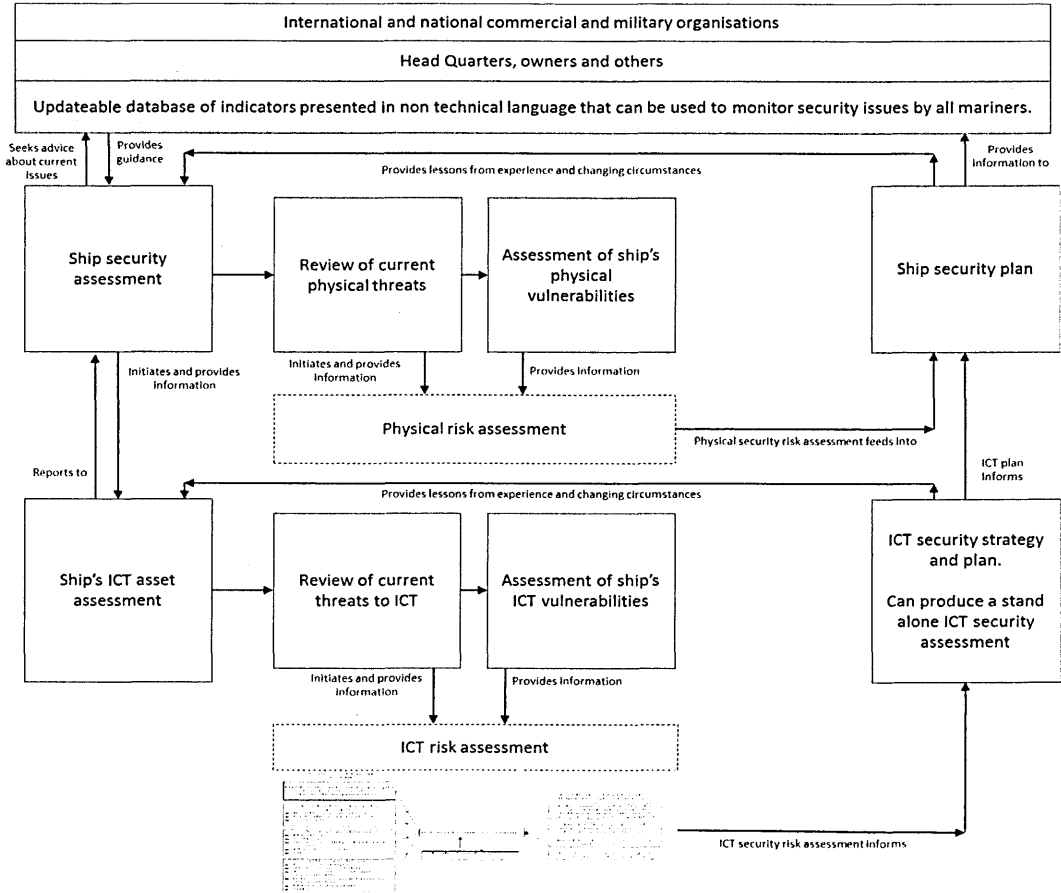 International and national commercial and military organisations
Head Quarters, owners and others
Updateable database of indicators presented in non technical language that can be used to monitor security issues by all mariners.
Seeks advice
about current
issues
Provides
guidance
Provides lessons from experience and changing circumstances
Provides
information to
Ship security
assessment
Review of current
physical threats
Assessment of ship's
physical
vulnerabilities
Ship security plan
Initiates and provides
information
Initiates and provides
information
Provides information
Physical risk assessment
Physical security risk assessment feeds into
Reports to
ICT plan
informs
Provides lessons from experience and changing circumstances
Ship's ICT asset
assessment
Review of current
threats to ICT
Assessment of ship's
ICT vulnerabilities
ICT security strategy
and plan.
Can produce a stand
alone ICT security
assessment
Initiates and provides
information
Provides information
ICT risk assessment
ICT security risk assessment informs